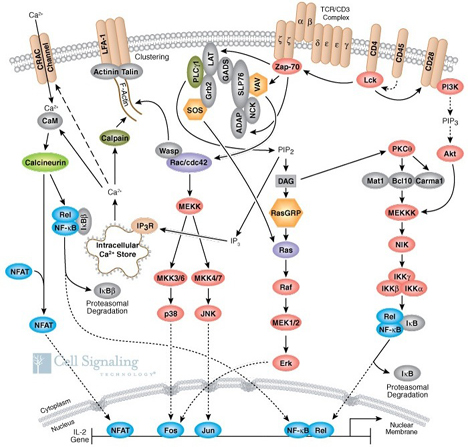 TCR/CD3
Complex
Ca²⁺
CRAC
Channel
LFA-1
Clustering
α β
ζ ζ δ ε ε γ
CD4
CD45
CD28
Actinin Talin
F-Actin
PLC-γ
LAT
Grb2
GADS
SLP76
ADAP
NCK
VAV
Zap-70
Lck
PI3K
SOS
PIP₃
Ca²⁺
CaM
Calpain
Wasp
Rac/cdc42
PIP₂
PKCθ
Akt
Calcineurin
DAG
Mat1 Bcl10 Carma1
Ca²⁺
MEKK
RasGRP
MEKKK
Rel
NF-κB
IκBβ
IP3R
IP₃
Intracellular
Ca²⁺ Store
Ras
NIK
NFAT
MKK3/6
MKK4/7
Raf
IKKγ
IKKβ IKKα
IκBβ
Proteasomal
Degradation
p38
JNK
MEK1/2
Rel
NF-κB
IκB
NFAT
Cell Signaling
TECHNOLOGY®
Erk
IκB
Proteasomal
Degradation
Cytoplasm
Nucleus
IL-2
Gene
NFAT
Fos
Jun
NF-κB Rel
Nuclear
Membrane